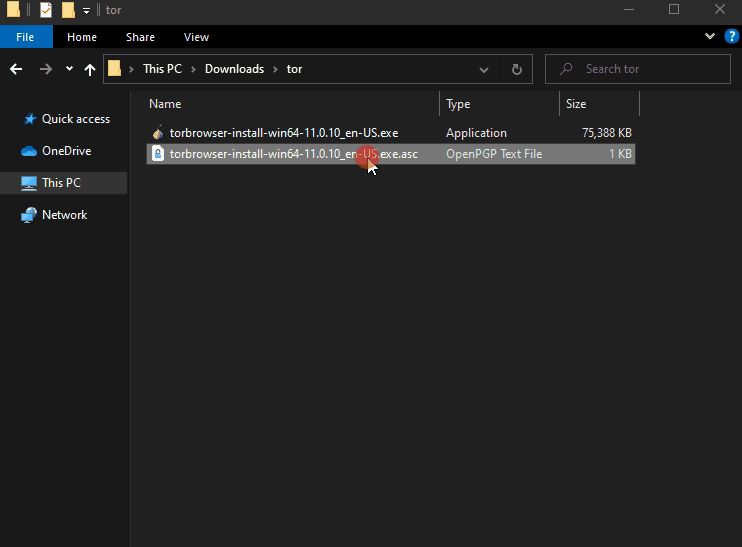 tor
File Home Share View
This PC Downloads tor Search tor
Quick access
OneDrive
This PC
Network
Name Type Size
torbrowser-install-win64-11.0.10_en-US.exe Application 75,388 KB
torbrowser-install-win64-11.0.10_en-US.exe.asc OpenPGP Text File 1 KB